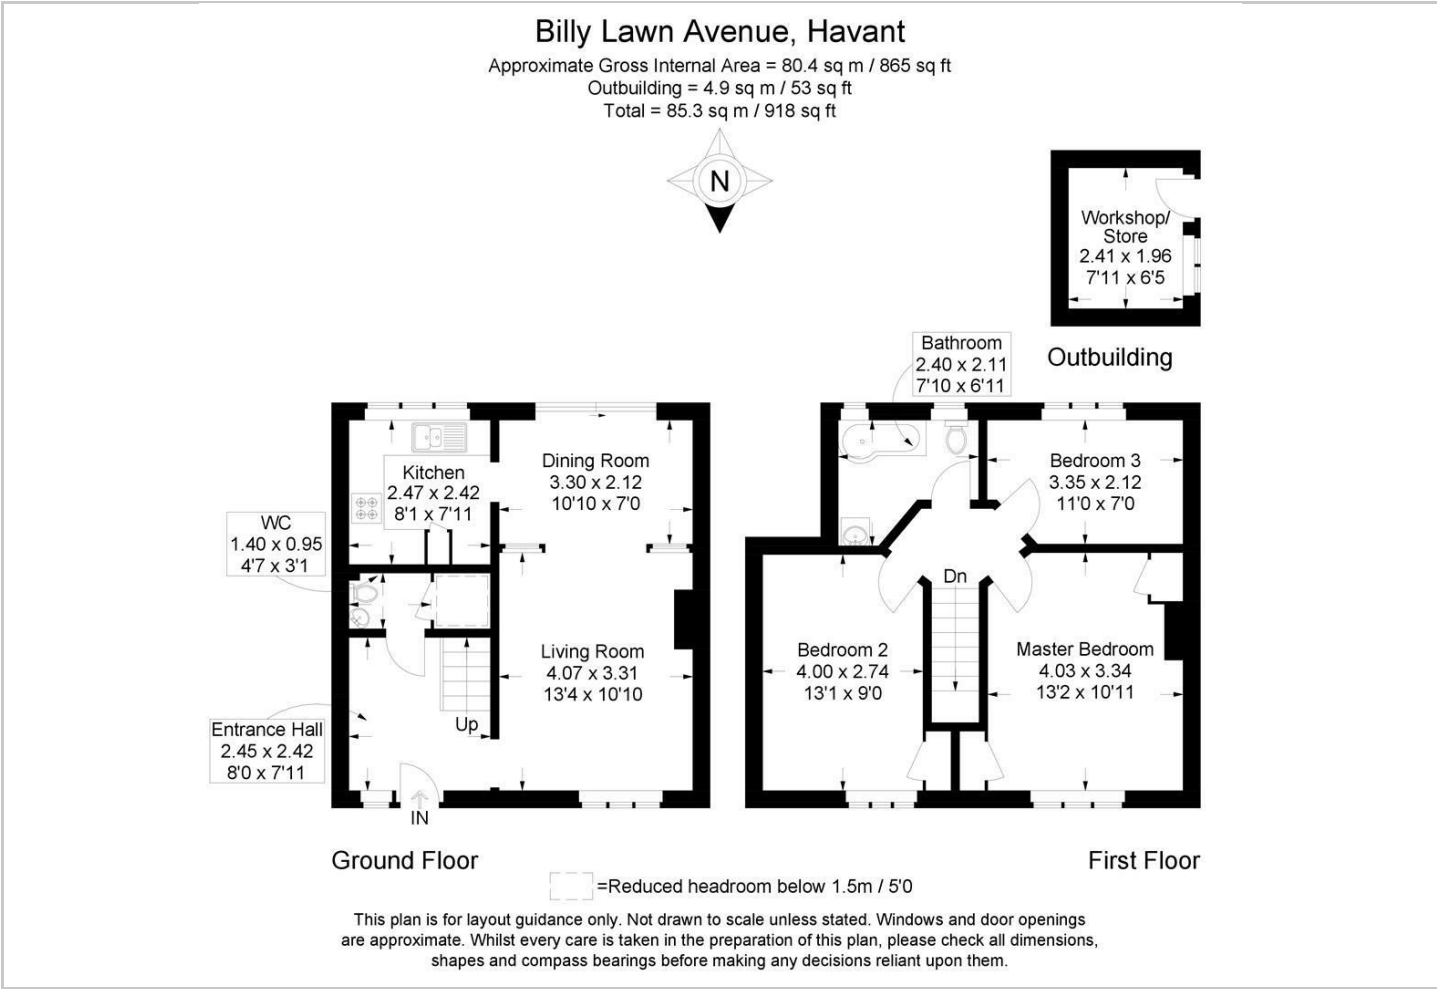 Billy Lawn Avenue, Havant
Approximate Gross Internal Area = 80.4 sq m / 865 sq ft
Outbuilding = 4.9 sq m / 53 sq ft
Total = 85.3 sq m / 918 sq ft
N
Workshop/
Store
2.41 x 1.96
7'11 x 6'5
Outbuilding
Bathroom
2.40 x 2.11
7'10 x 6'11
Kitchen
2.47 x 2.42
8'1 x 7'11
Dining Room
3.30 x 2.12
10'10 x 7'0
Bedroom 3
3.35 x 2.12
11'0 x 7'0
WC
1.40 x 0.95
4'7 x 3'1
Dn
Living Room
4.07 x 3.31
13'4 x 10'10
Bedroom 2
4.00 x 2.74
13'1 x 9'0
Master Bedroom
4.03 x 3.34
13'2 x 10'11
Entrance Hall
2.45 x 2.42
8'0 x 7'11
Up
IN
Ground Floor
First Floor
=Reduced headroom below 1.5m / 5'0
This plan is for layout guidance only. Not drawn to scale unless stated. Windows and door openings
are approximate. Whilst every care is taken in the preparation of this plan, please check all dimensions,
shapes and compass bearings before making any decisions reliant upon them.